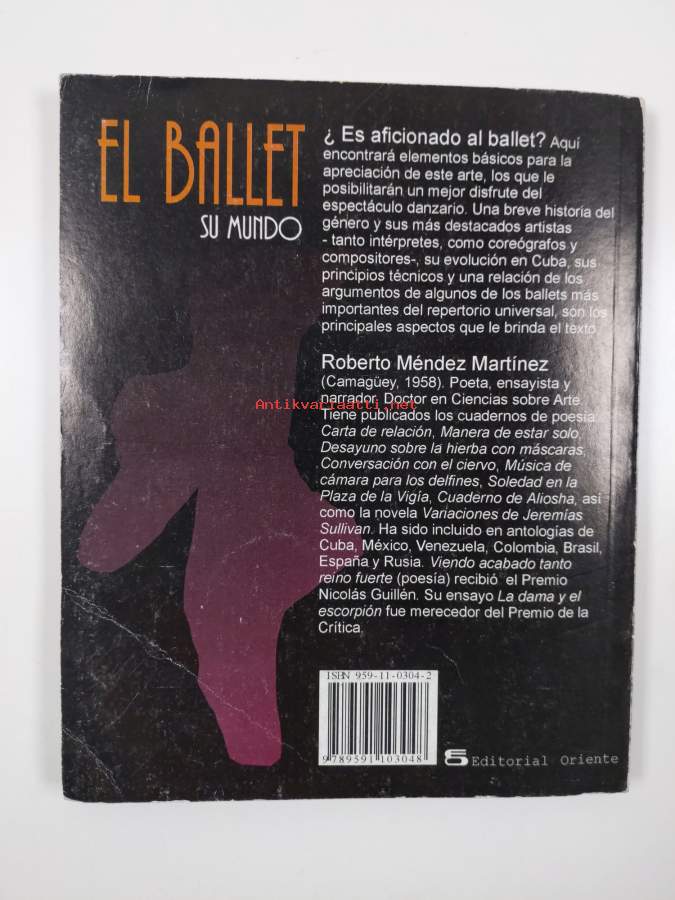 EL BALLET
SU MUNDO
¿ Es aficionado al ballet? Aquí
encontrará elementos básicos para la
apreciación de este arte, los que le
posibilitarán un mejor disfrute del
espectáculo danzario. Una breve historia del
género y sus más destacados artistas
- tanto intérpretes, como coreógrafos y
compositores-, su evolución en Cuba, sus
principios técnicos y una relación de los
argumentos de algunos de los ballets más
importantes del repertorio universal, son los
principales aspectos que le brinda el texto.
Roberto Méndez Martínez
(Camagüey, 1958). Poeta, ensayista y
narrador. Doctor en Ciencias sobre Arte.
Tiene publicados los cuadernos de poesía:
Carta de relación, Manera de estar solo,
Desayuno sobre la hierba con máscaras,
Conversación con el ciervo, Música de
cámara para los delfines, Soledad en la
Plaza de la Vigía, Cuaderno de Aliosha, así
como la novela Variaciones de Jeremías
Sullivan. Ha sido incluido en antologías de
Cuba, México, Venezuela, Colombia, Brasil,
España y Rusia. Viendo acabado tanto
reino fuerte (poesía) recibió el Premio
Nicolás Guillén. Su ensayo La dama y el
escorpión fue merecedor del Premio de la
Crítica.
Antikvariaatti.net
ISBN 959-11-0304-2
9789591103048
Editorial Oriente